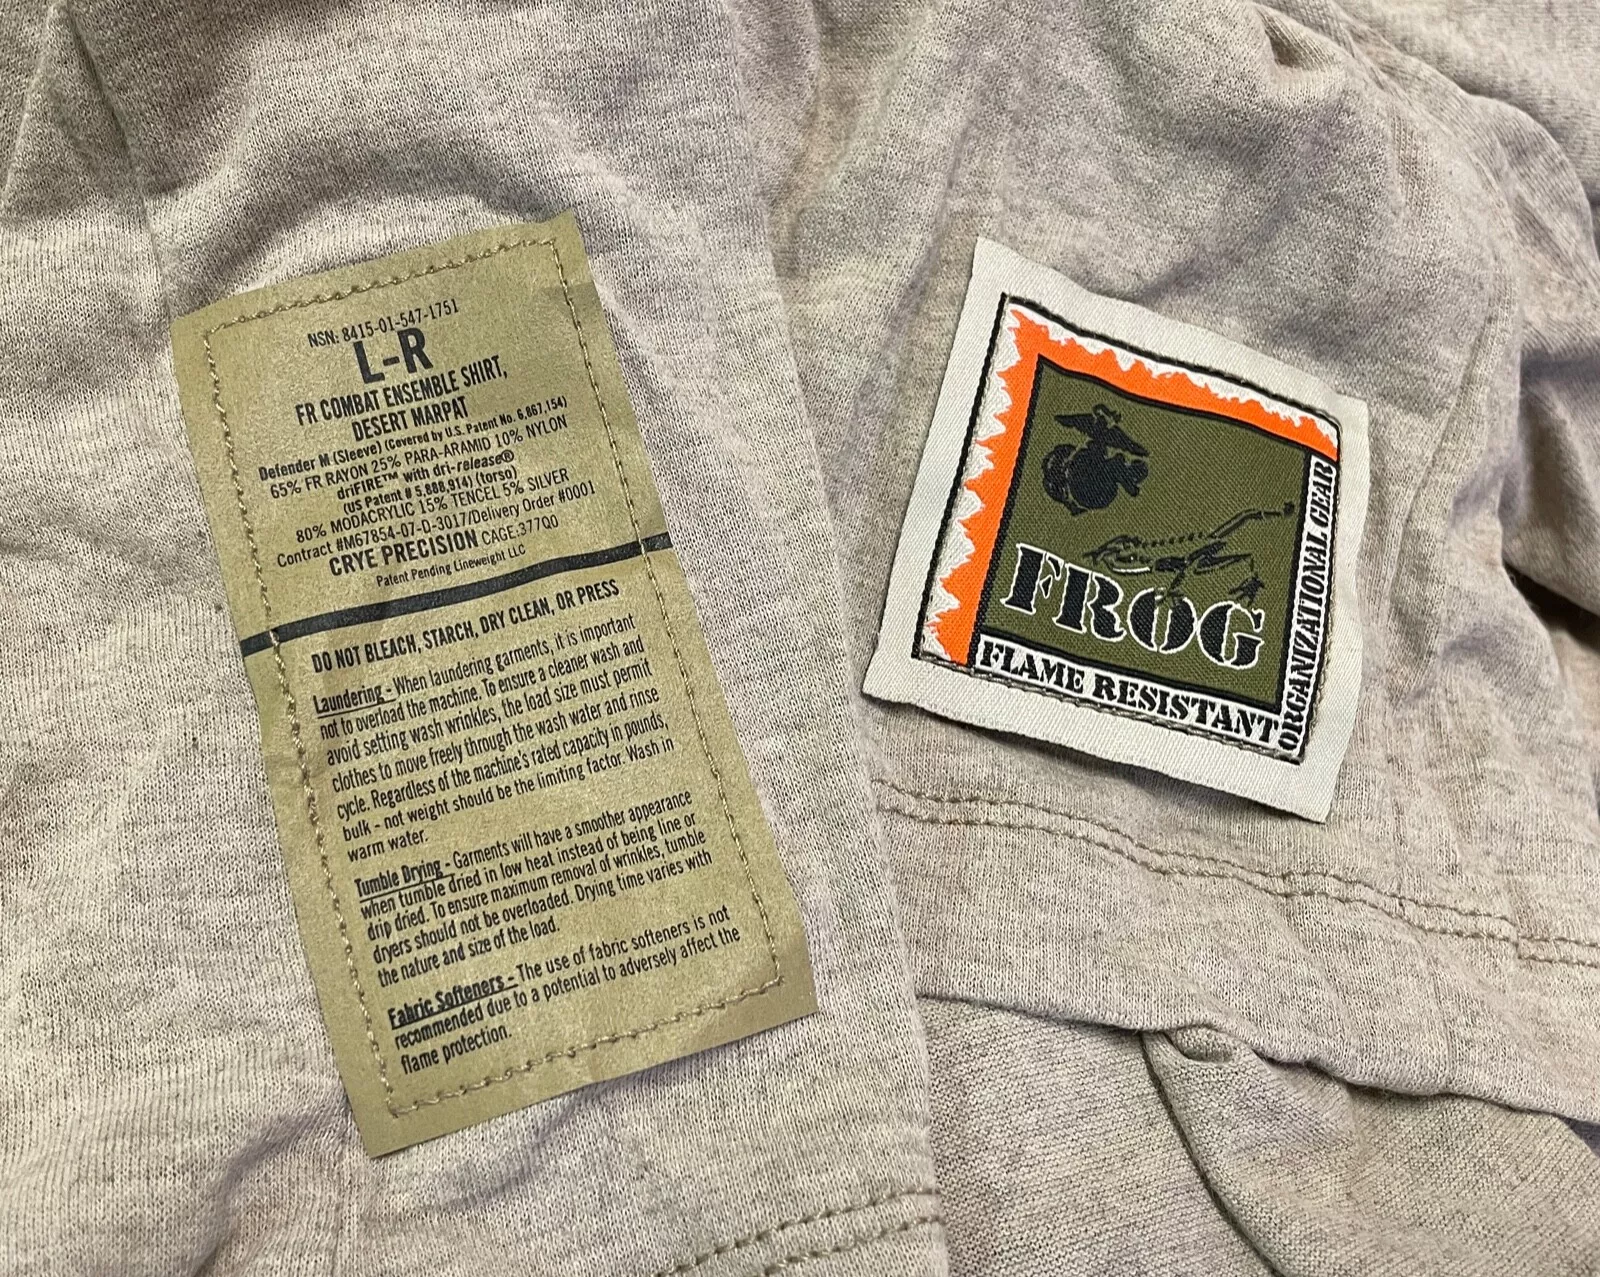 NSN: 8415-01-547-1751
L-R
FR COMBAT ENSEMBLE SHIRT,
DESERT MARPAT
Defender M (Sleeve) (Covered by U.S. Patent No. 6,867,154)
65% FR RAYON 25% PARA-ARAMID 10% NYLON
driFIRE™ with dri-release®
(US Patent # 5,888,914) (torso)
80% MODACRYLIC 15% TENCEL 5% SILVER
Contract #M67854-07-D-3017/Delivery Order #0001
CRYE PRECISION CAGE:377Q0
Patent Pending Lineweight LLC
DO NOT BLEACH, STARCH, DRY CLEAN, OR PRESS
Laundering - When laundering garments, it is important
not to overload the machine. To ensure a cleaner wash and
avoid setting wash wrinkles, the load size must permit
clothes to move freely through the wash water and rinse
cycle. Regardless of the machine's rated capacity in pounds,
bulk - not weight should be the limiting factor. Wash in
warm water.
Tumble Drying - Garments will have a smoother appearance
when tumble dried in low heat instead of being line or
drip dried. To ensure maximum removal of wrinkles, tumble
dryers should not be overloaded. Drying time varies with
the nature and size of the load.
Fabric Softeners - The use of fabric softeners is not
recommended due to a potential to adversely affect the
flame protection.
FROG
FLAME RESISTANT
ORGANIZATIONAL GEAR